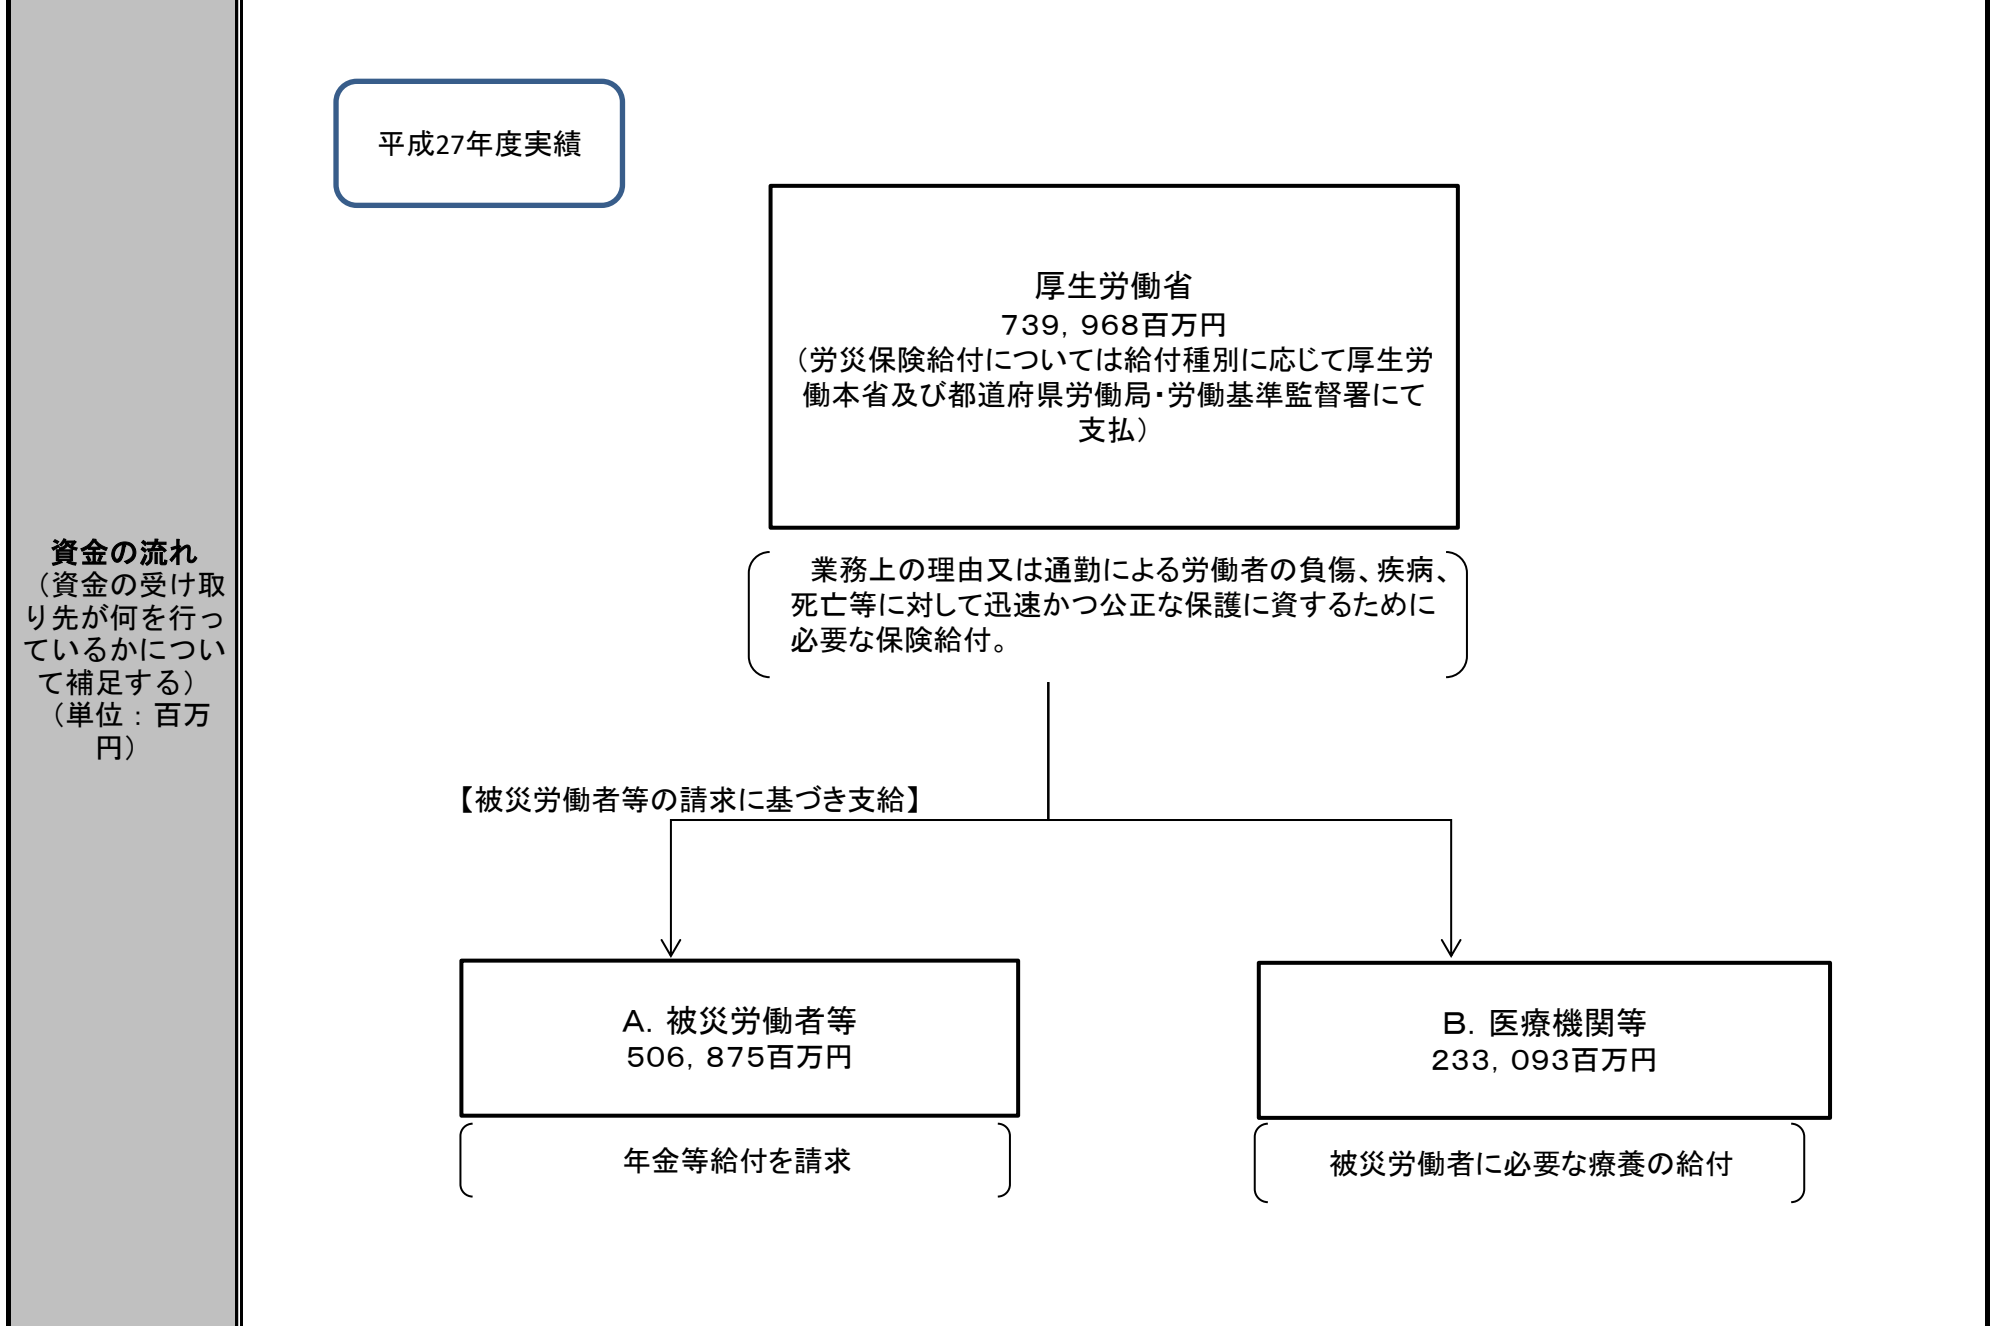 資金の流れ
（資金の受け取
り先が何を行っ
ているかについ
て補足する）
（単位：百万
円）
平成27年度実績
厚生労働省
７３９，９６８百万円
（労災保険給付については給付種別に応じて厚生労
働本省及び都道府県労働局・労働基準監督署にて
支払）
業務上の理由又は通勤による労働者の負傷、疾病、
死亡等に対して迅速かつ公正な保護に資するために
必要な保険給付。
【被災労働者等の請求に基づき支給】
Ａ．被災労働者等
５０６，８７５百万円
年金等給付を請求
Ｂ．医療機関等
２３３，０９３百万円
被災労働者に必要な療養の給付